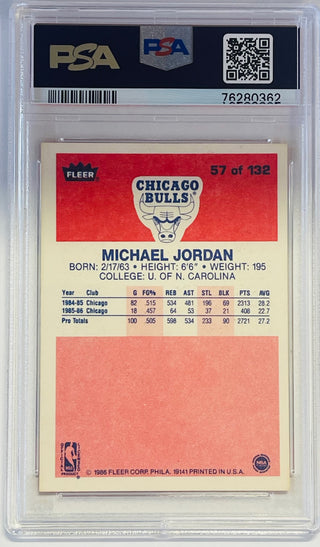 PSA
PSA
76280362
FLEER
57 of 132
CHICAGO
BULLS
MICHAEL JORDAN
BORN: 2/17/63 • HEIGHT: 6'6" • WEIGHT: 195
COLLEGE: U. OF N. CAROLINA
Year Club G FG% REB AST STL BLK PTS AVG
1984-85 Chicago 82 .515 534 481 196 69 2313 28.2
1985-86 Chicago 18 .457 64 53 37 21 408 22.7
Pro Totals 100 .505 598 534 233 90 2721 27.2
© 1986 FLEER CORP. PHILA. 19141 PRINTED IN U.S.A.